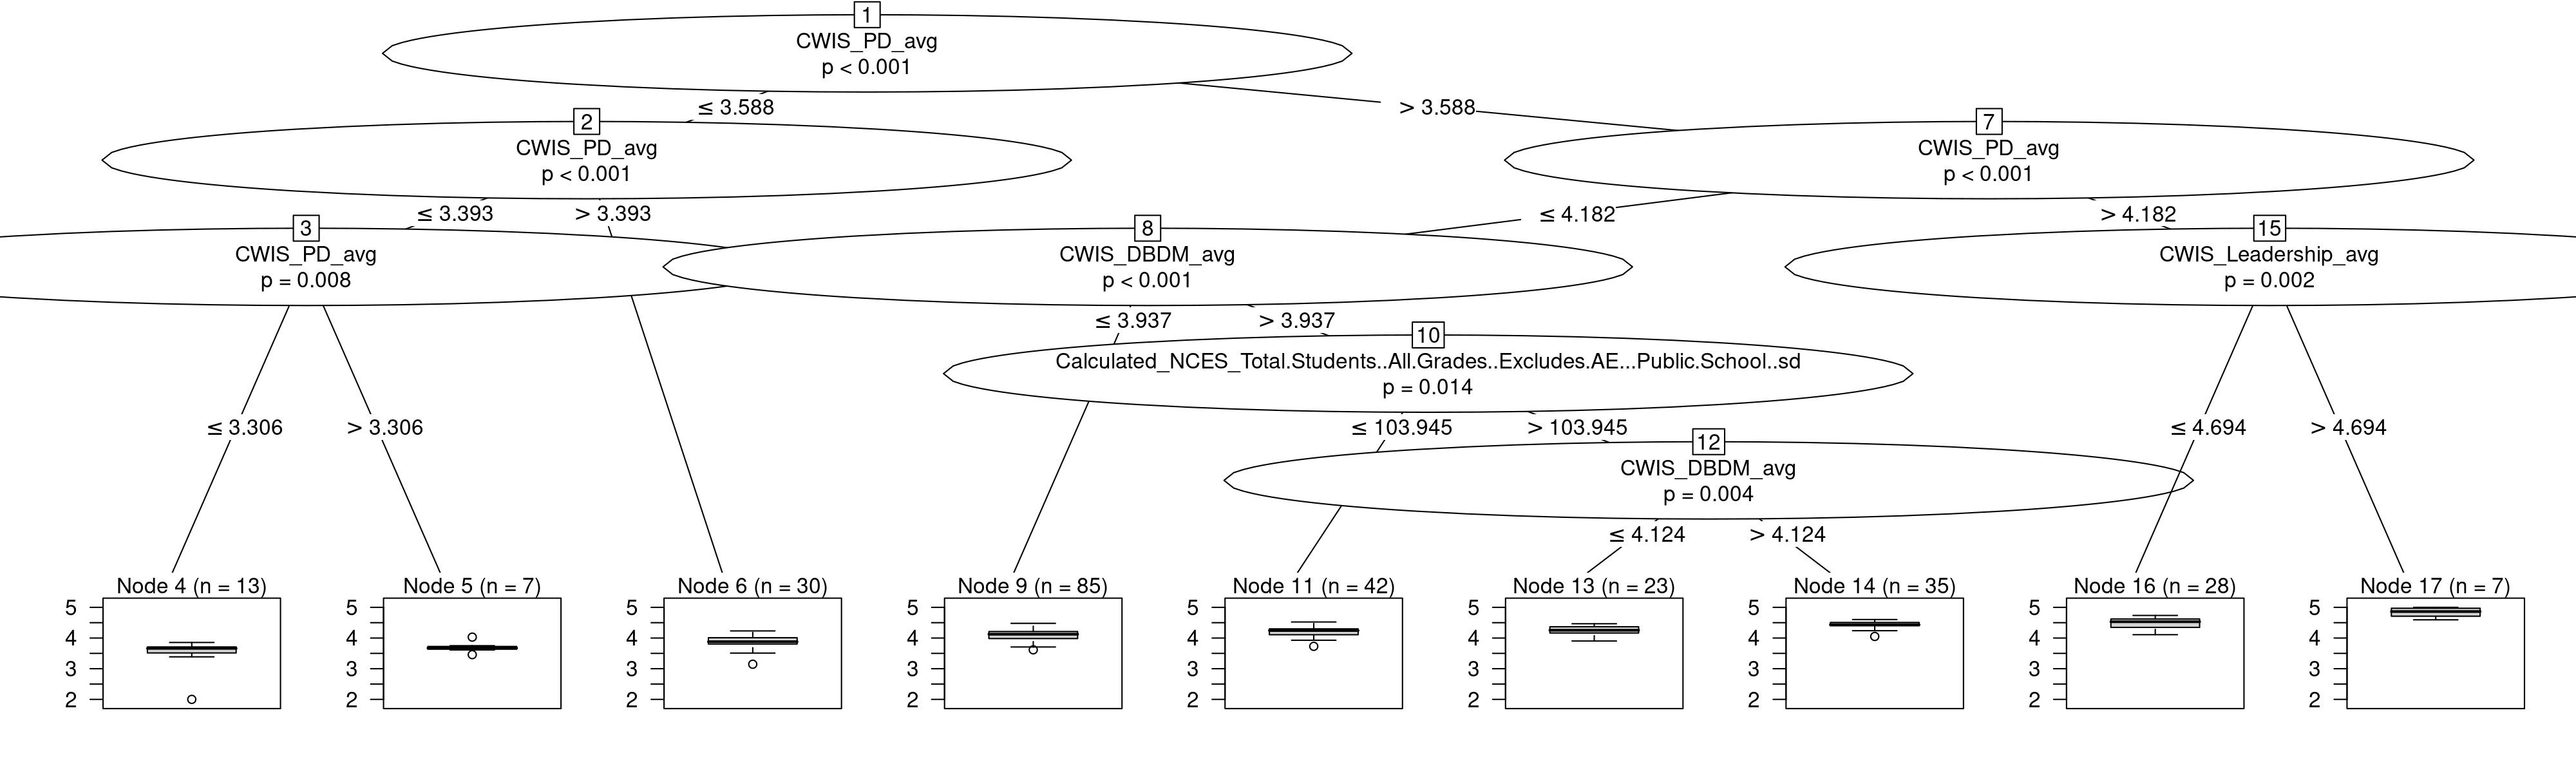 1
CWIS_PD_avg
p < 0.001
≤ 3.588
> 3.588
2
CWIS_PD_avg
p < 0.001
7
CWIS_PD_avg
p < 0.001
≤ 3.393
> 3.393
≤ 4.182
> 4.182
3
CWIS_PD_avg
p = 0.008
8
CWIS_DBDM_avg
p < 0.001
15
CWIS_Leadership_avg
p = 0.002
≤ 3.937
> 3.937
10
Calculated_NCES_Total.Students..All.Grades..Excludes.AE...Public.School..sd
p = 0.014
≤ 3.306
> 3.306
≤ 103.945
> 103.945
≤ 4.694
> 4.694
12
CWIS_DBDM_avg
p = 0.004
≤ 4.124
> 4.124
Node 4 (n = 13)
5
4
3
2
Node 5 (n = 7)
5
4
3
2
Node 6 (n = 30)
5
4
3
2
Node 9 (n = 85)
5
4
3
2
Node 11 (n = 42)
5
4
3
2
Node 13 (n = 23)
5
4
3
2
Node 14 (n = 35)
5
4
3
2
Node 16 (n = 28)
5
4
3
2
Node 17 (n = 7)
5
4
3
2